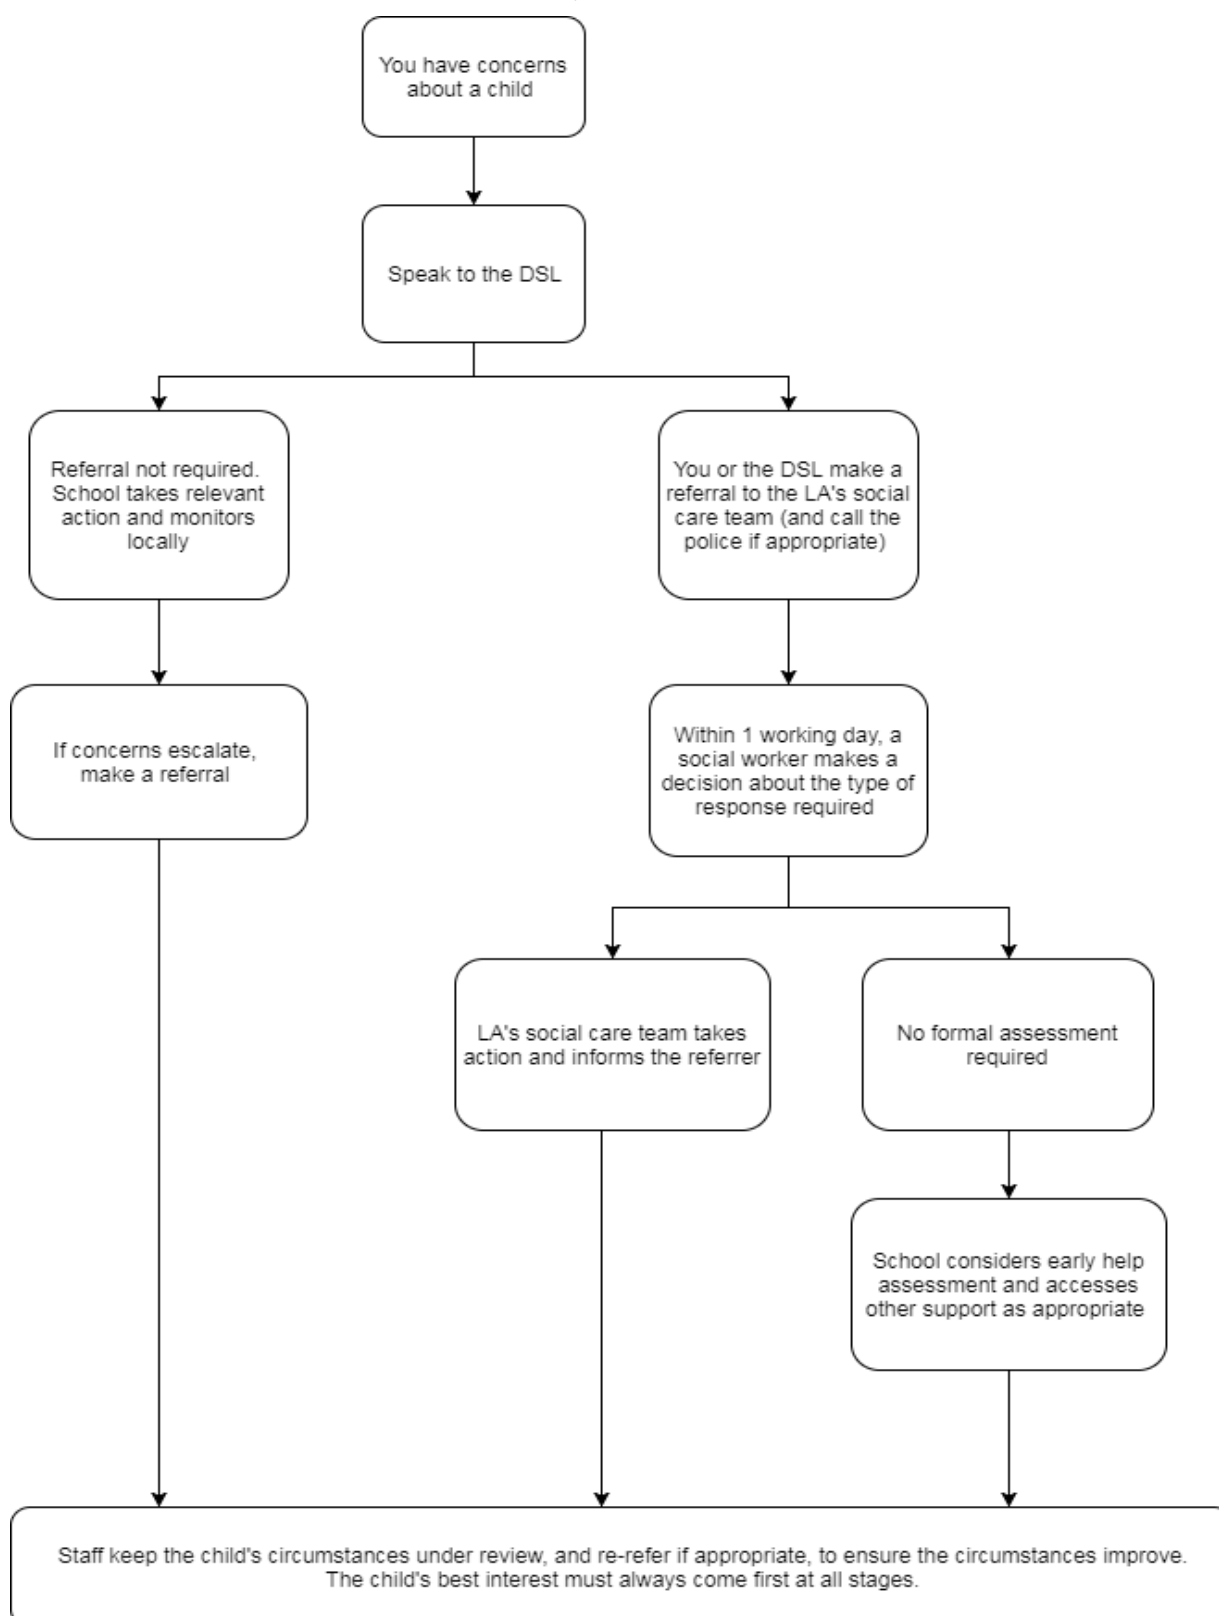 You have concerns
about a child
Speak to the DSL
Referral not required.
School takes relevant
action and monitors
locally
You or the DSL make a
referral to the LA's social
care team (and call the
police if appropriate)
If concerns escalate,
make a referral
Within 1 working day, a
social worker makes a
decision about the type of
response required
LA's social care team takes
action and informs the referrer
No formal assessment
required
School considers early help
assessment and accesses
other support as appropriate
Staff keep the child's circumstances under review, and re-refer if appropriate, to ensure the circumstances improve.
The child's best interest must always come first at all stages.